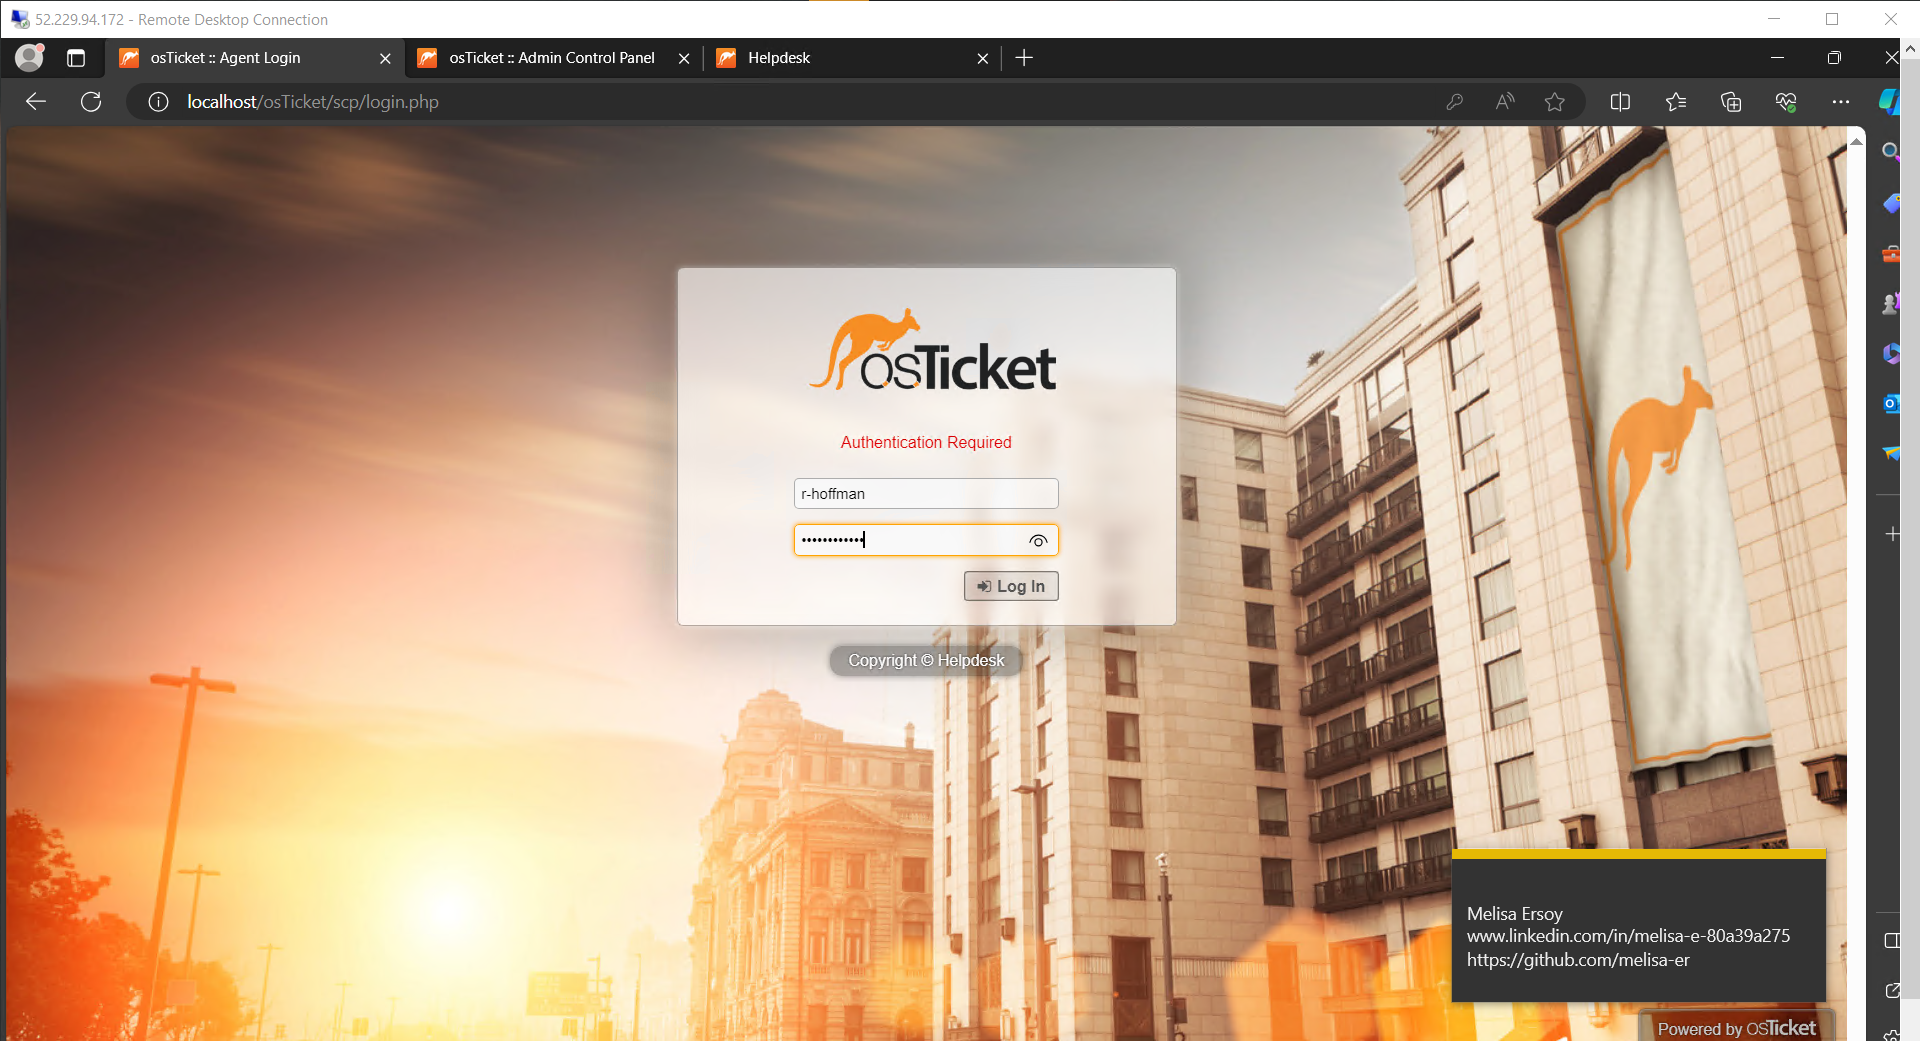 52.229.94.172 - Remote Desktop Connection
osTicket :: Agent Login
osTicket :: Admin Control Panel
Helpdesk
localhost/osTicket/scp/login.php
osTicket
Authentication Required
r-hoffman
Log In
Copyright © Helpdesk
Melisa Ersoy
www.linkedin.com/in/melisa-e-80a39a275
https://github.com/melisa-er
Powered by osTicket